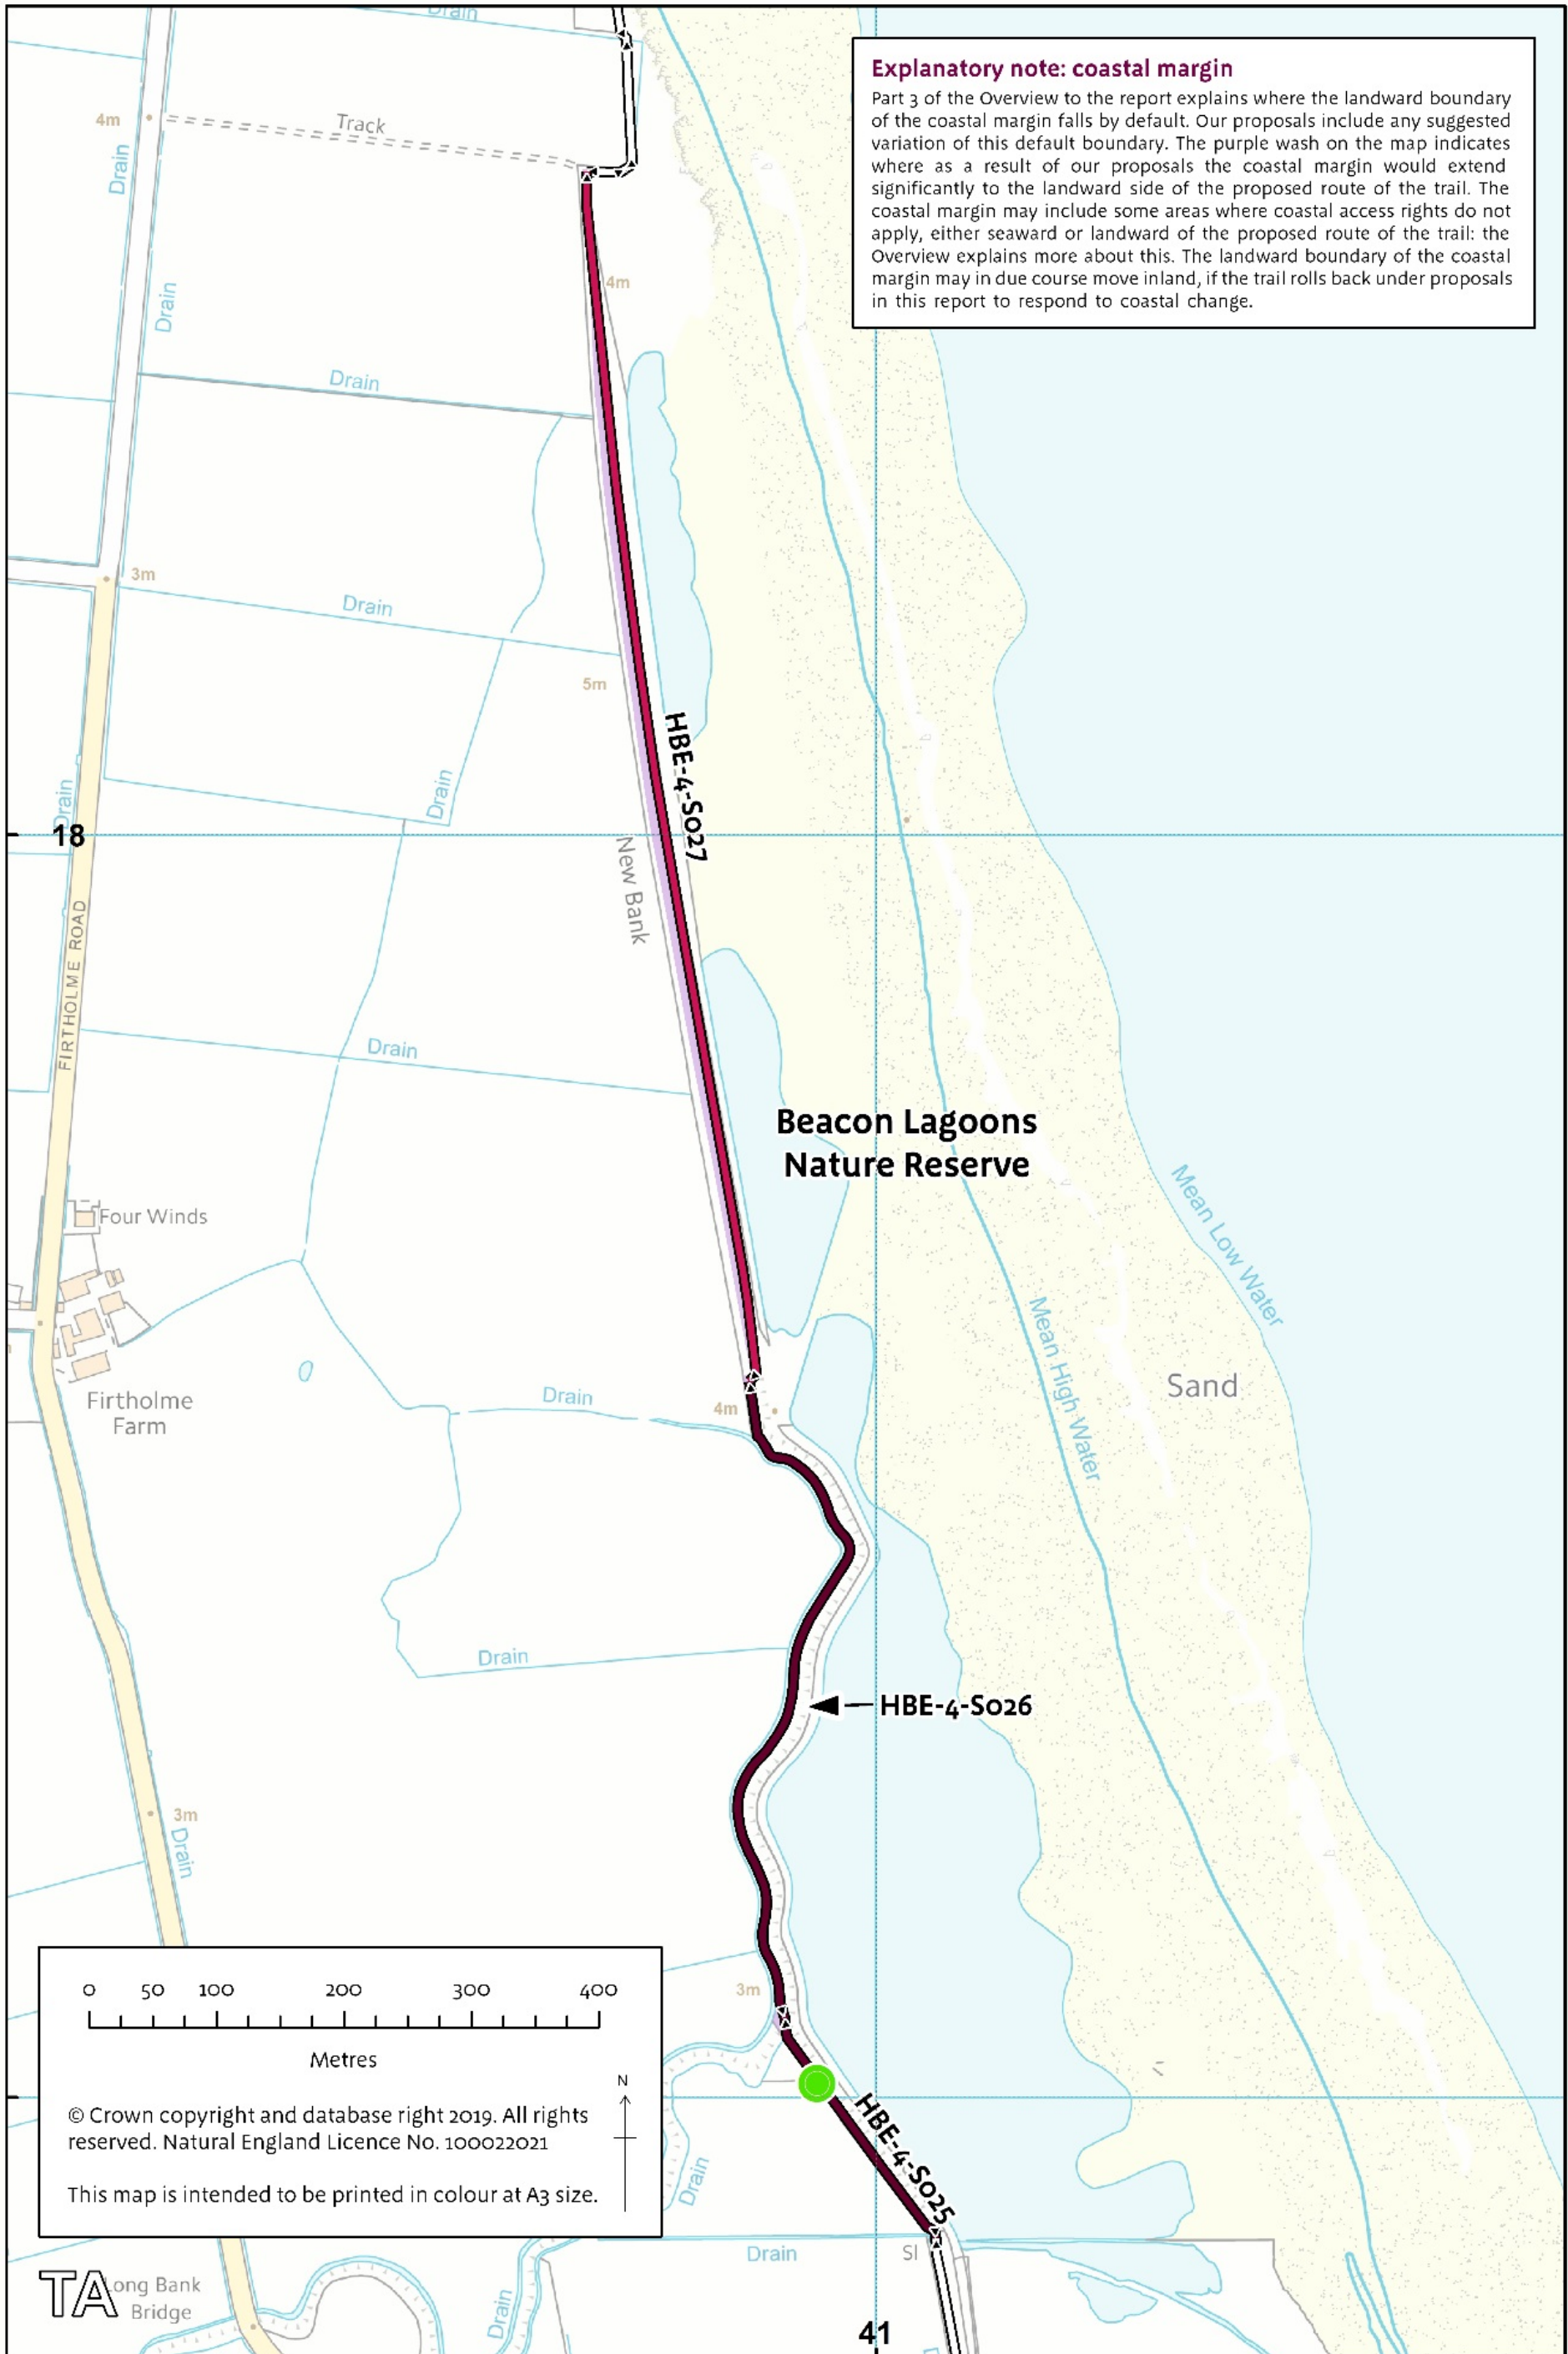 Drain
Explanatory note: coastal margin
Part 3 of the Overview to the report explains where the landward boundary
of the coastal margin falls by default. Our proposals include any suggested
variation of this default boundary. The purple wash on the map indicates
where as a result of our proposals the coastal margin would extend
significantly to the landward side of the proposed route of the trail. The
coastal margin may include some areas where coastal access rights do not
apply, either seaward or landward of the proposed route of the trail: the
Overview explains more about this. The landward boundary of the coastal
margin may in due course move inland, if the trail rolls back under proposals
in this report to respond to coastal change.
4m
Track
Drain
Drain
4m
Drain
3m
Drain
5m
HBE-4-S027
Drain
Drain
18
New Bank
FIRTHOLME ROAD
Drain
Beacon Lagoons
Nature Reserve
Mean Low Water
Four Winds
Mean High Water
Sand
Firtholme
Farm
Drain
4m
Drain
HBE-4-S026
3m
Drain
3m
0 50 100 200 300 400
Metres
N
© Crown copyright and database right 2019. All rights
reserved. Natural England Licence No. 100022021
This map is intended to be printed in colour at A3 size.
HBE-4-S025
Drain
Drain
Sl
TA
Long Bank
Bridge
Drain
41